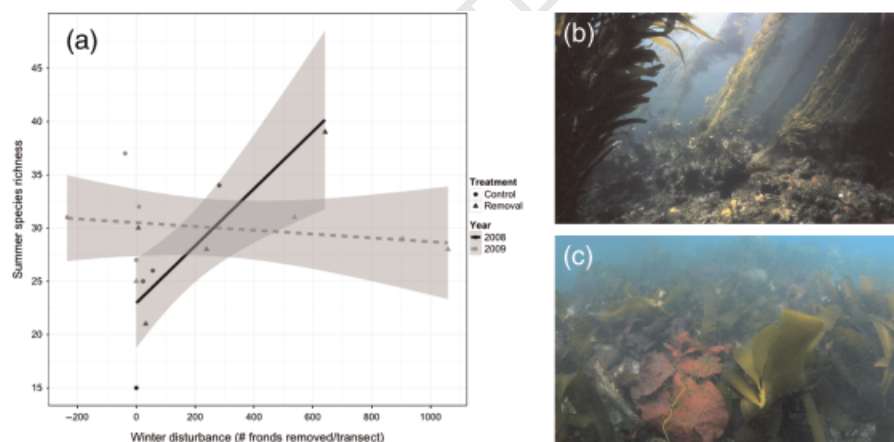 (a)
Summer species richness
45
40
35
30
25
20
15
−200
0
200
400
600
800
1000
Winter disturbance (# fronds removed/transect)
Treatment
Control
Removal
Year
2008
2009
(b)
(c)